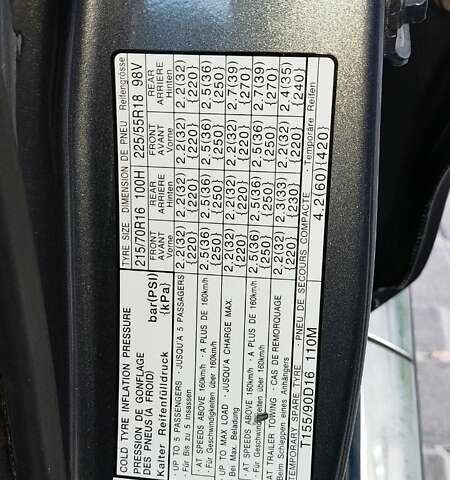 COLD TYRE INFLATION PRESSURE
PRESSION DE GONFLAGE
DES PNEUS (A FROID)
Kalter Reifenfülldruck
bar(PSI)
{kPa}
TYRE SIZE · DIMENSION DE PNEU · Reifengrösse
215/70R16 100H 225/55R18 98V
FRONT REAR FRONT REAR
AVANT ARRIERE AVANT ARRIERE
Vorne Hinten Vorne Hinten
· UP TO 5 PASSENGERS · JUSQU'A 5 PASSAGERS
· Für Bis zu 5 Insassen
2,2(32) 2,2(32) 2,2(32) 2,2(32)
{220} {220} {220} {220}
· AT SPEEDS ABOVE 160km/h · A PLUS DE 160km/h
· Für Geschwindigkeiten über 160km/h
2,5(36) 2,5(36) 2,5(36) 2,5(36)
{250} {250} {250} {250}
· UP TO MAX LOAD · JUSQU'A CHARGE MAX.
· Bei Max. Beladung
2,2(32) 2,5(36) 2,2(32) 2,7(39)
{220} {250} {220} {270}
· AT SPEEDS ABOVE 160km/h · A PLUS DE 160km/h
· Für Geschwindigkeiten über 160km/h
2,5(36) 2,5(36) 2,5(36) 2,7(39)
{250} {250} {250} {270}
· AT TRAILER TOWING · CAS DE REMORQUAGE
· Beim Schleppen eines Anhängers
2,2(32) 2,3(33) 2,2(32) 2,4(35)
{220} {230} {220} {240}
TEMPORARY SPARE TYRE · PNEU DE SECOURS COMPACTE · Temporäre Reifen
T155/90D16 110M 4,2(60){420}